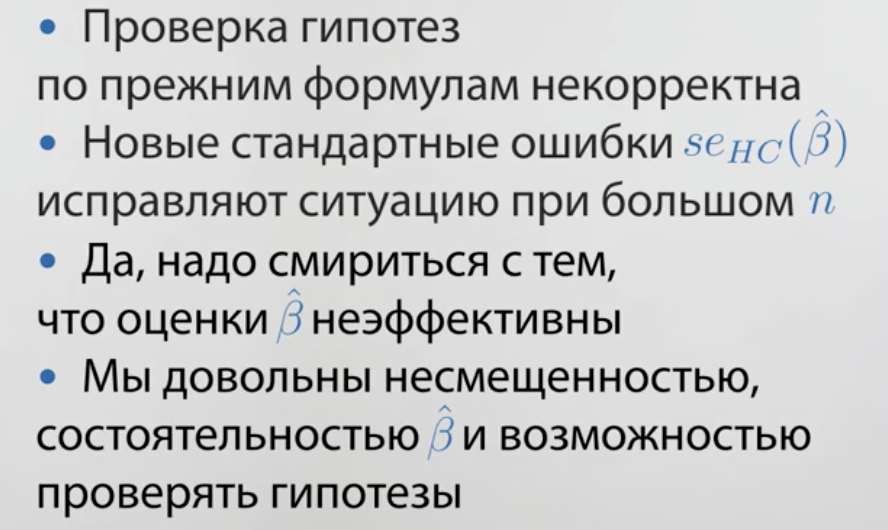 • Проверка гипотез
по прежним формулам некорректна
• Новые стандартные ошибки $se_{HC}(\hat{\beta})$
исправляют ситуацию при большом $n$
• Да, надо смириться с тем,
что оценки $\hat{\beta}$ неэффективны
• Мы довольны несмещенностью,
состоятельностью $\hat{\beta}$ и возможностью
проверять гипотезы